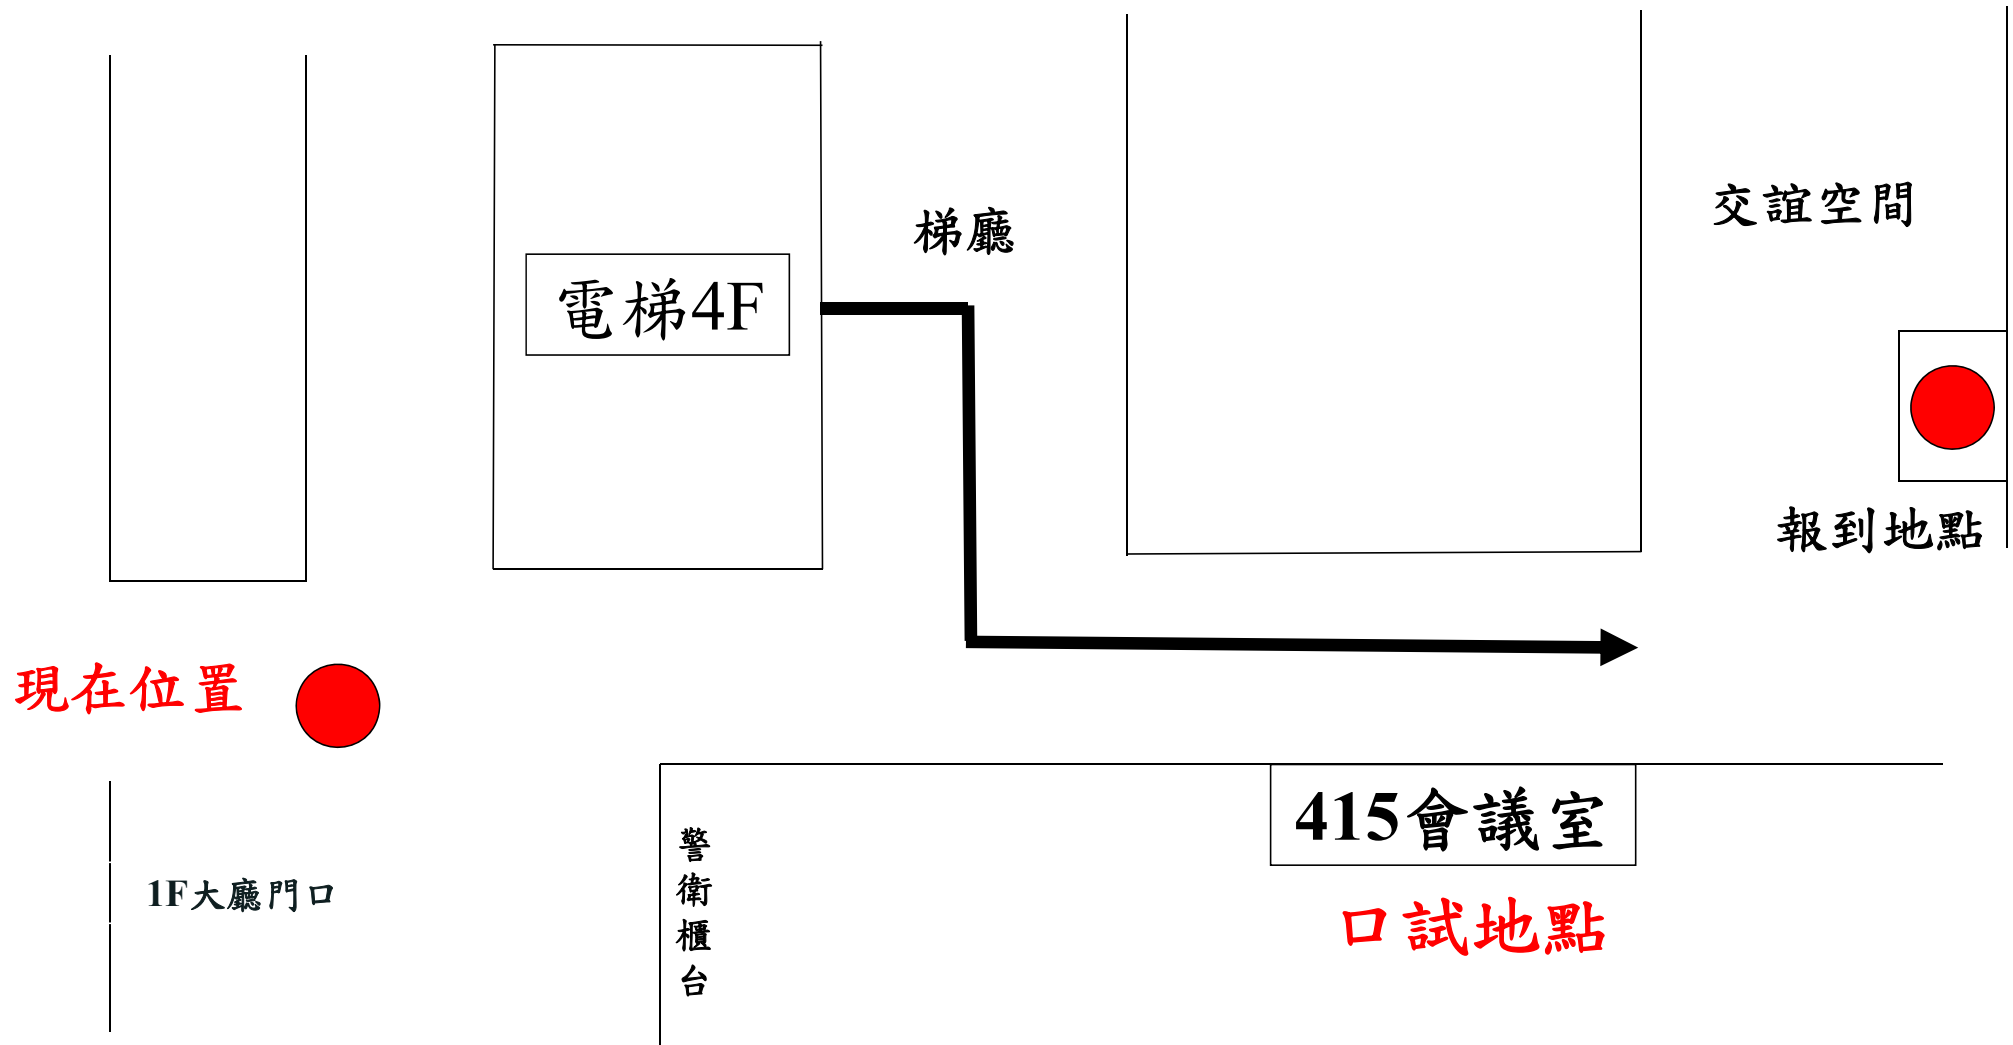 交誼空間
梯廳
電梯4F
報到地點
現在位置
415會議室
警衛櫃台
1F大廳門口
口試地點